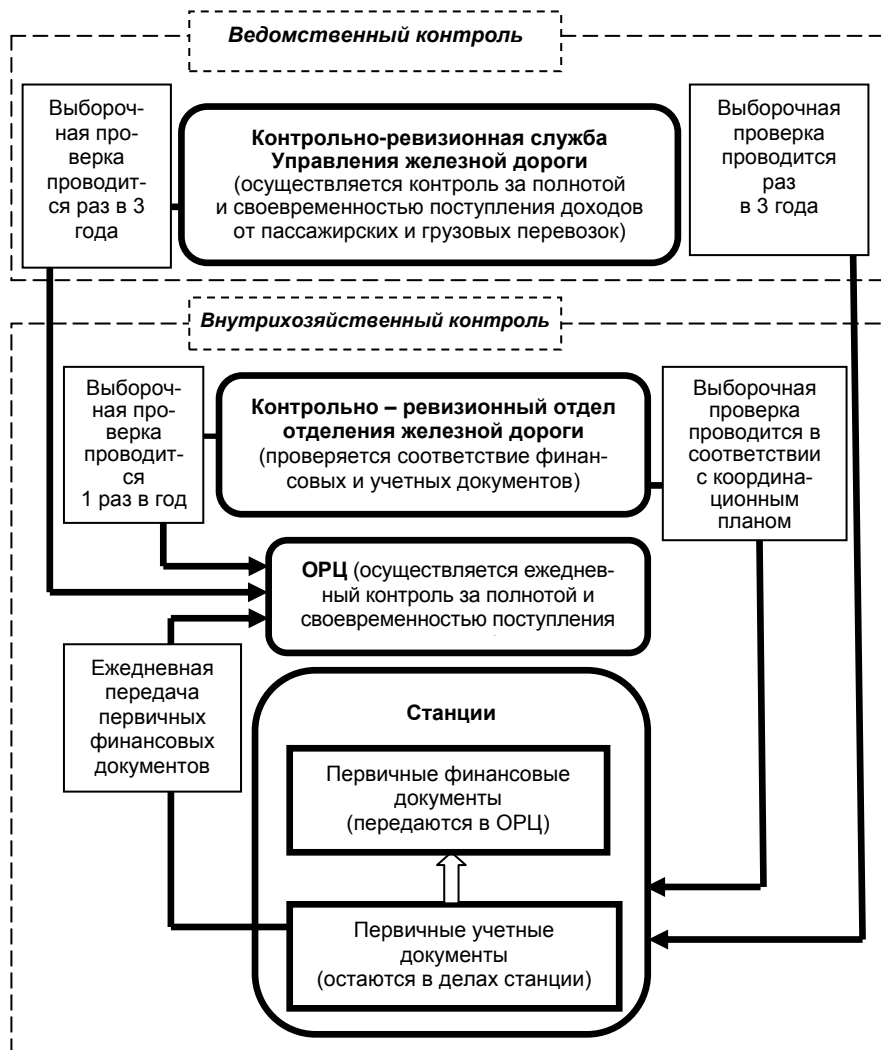 Ведомственный контроль
Выбороч-
ная про-
верка
проводит-
ся раз в 3
года
Контрольно-ревизионная служба
Управления железной дороги
(осуществляется контроль за полнотой
и своевременностью поступления доходов
от пассажирских и грузовых перевозок)
Выборочная
проверка
проводится
раз
в 3 года
Внутрихозяйственный контроль
Выбороч-
ная про-
верка
проводит-
ся
1 раз в год
Контрольно – ревизионный отдел
отделения железной дороги
(проверяется соответствие финан-
совых и учетных документов)
Выборочная
проверка
проводится в
соответствии
с координа-
ционным
планом
ОРЦ (осуществляется ежеднев-
ный контроль за полнотой и
своевременностью поступления
Ежедневная
передача
первичных
финансовых
документов
Станции
Первичные финансовые
документы
(передаются в ОРЦ)
Первичные учетные
документы
(остаются в делах станции)